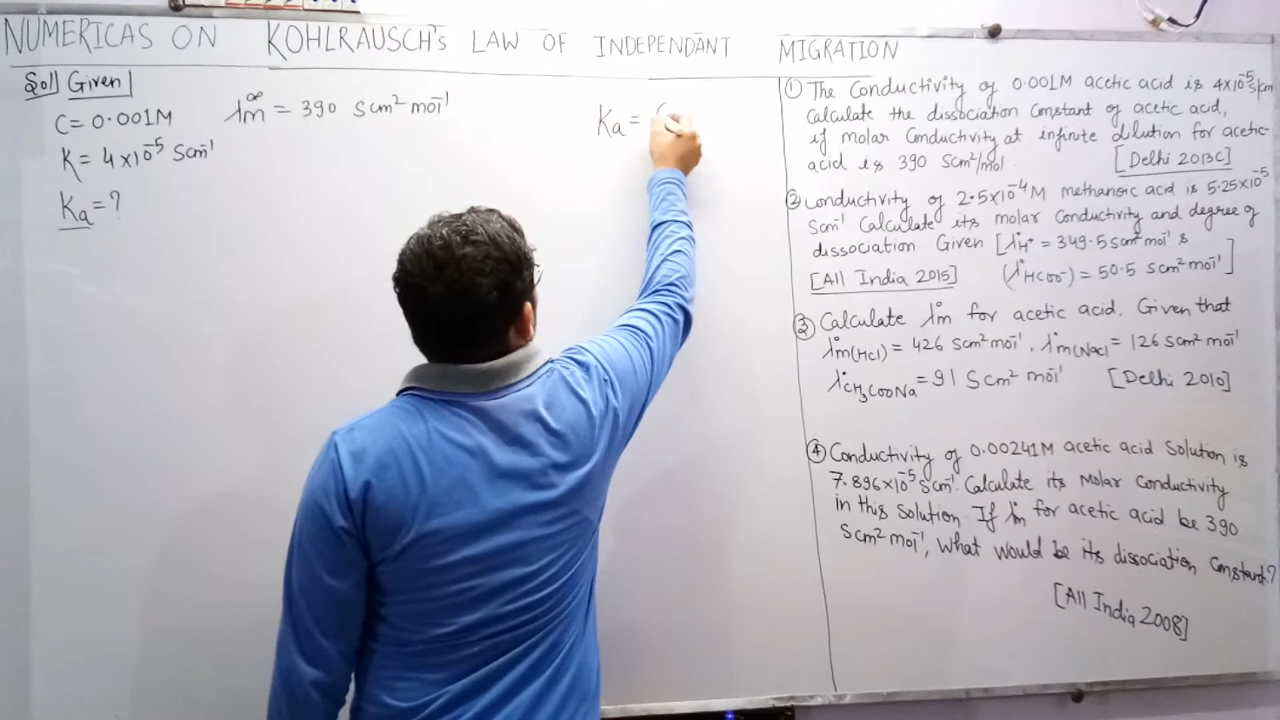 NUMERICAS ON KOHLRAUSCH's LAW OF INDEPENDANT MIGRATION
Sol] Given]
C = 0.001M λm^∞ = 390 S cm² mol⁻¹
K = 4×10⁻⁵ S cm⁻¹
Ka = ?
Ka =
① The Conductivity of 0.001M acetic acid is 4×10⁻⁵ S/cm
Calculate the dissociation Constant of acetic acid,
if molar Conductivity at infinite dilution for acetic
acid is 390 Scm²/mol [Delhi 2013C]
② Conductivity of 2.5×10⁻⁴M methanoic acid is 5.25×10⁻⁵
Scm⁻¹ Calculate its molar Conductivity and degree of
dissociation Given [λ°H⁺ = 349.5 Scm² mol⁻¹ &
[All India 2015] (λ°HCOO⁻) = 50.5 Scm² mol⁻¹]
③ Calculate λ°m for acetic acid. Given that
λ°m(HCl) = 426 Scm² mol⁻¹, λ°m(NaCl) = 126 Scm² mol⁻¹
λ°CH₃COONa = 91 S cm² mol⁻¹ [Delhi 2010]
④ Conductivity of 0.00241M acetic acid Solution is
7.896×10⁻⁵ Scm⁻¹. Calculate its Molar Conductivity
in this solution If λ°m for acetic acid be 390
Scm² mol⁻¹, What would be its dissociation Constant.?
[All India 2008]